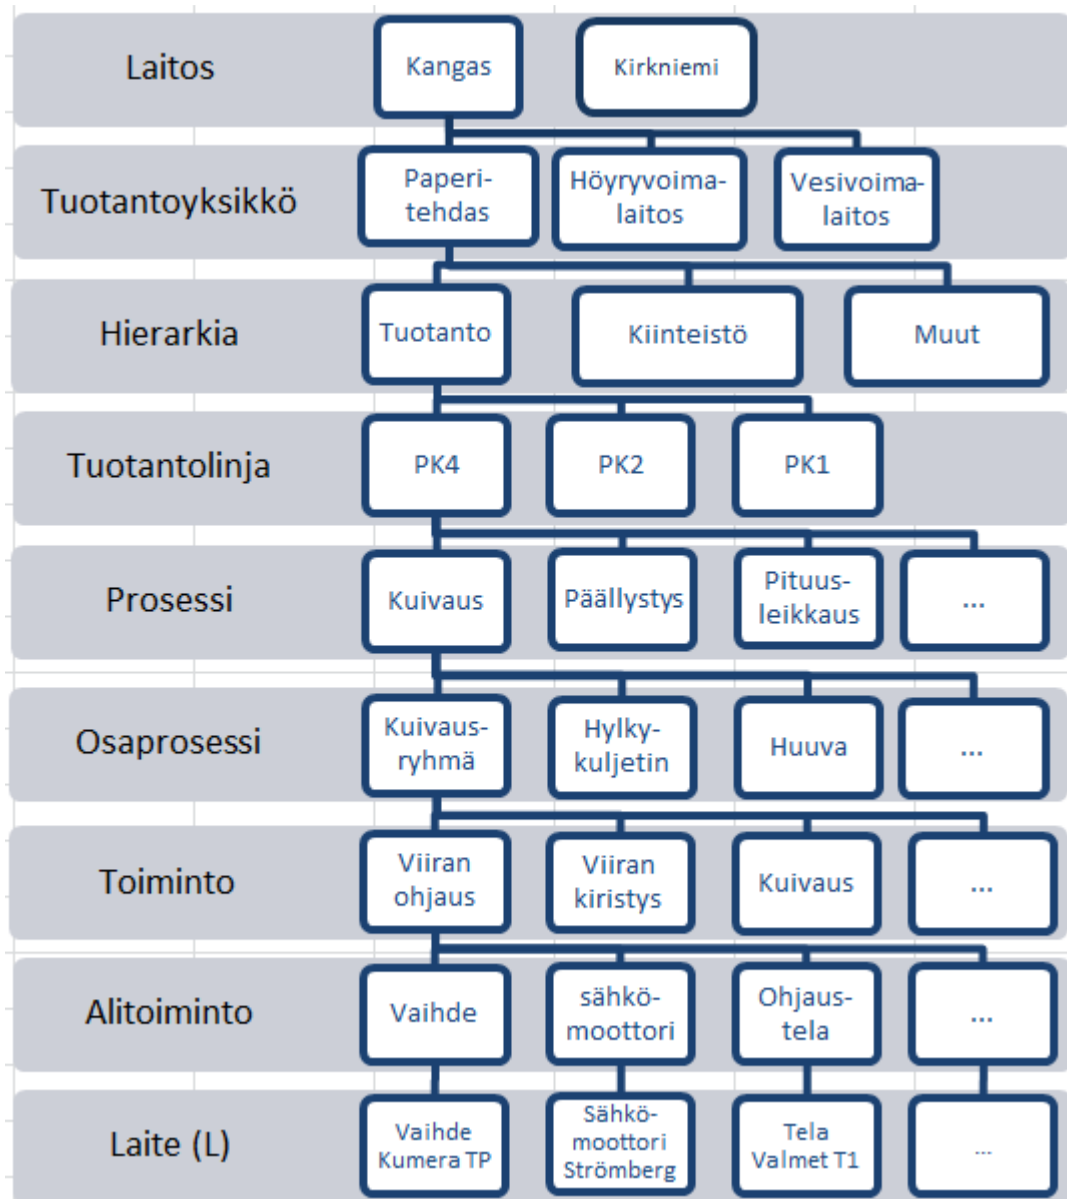 Laitos
Kangas
Kirkniemi
Tuotantoyksikkö
Paperi-
tehdas
Höyryvoima-
laitos
Vesivoima-
laitos
Hierarkia
Tuotanto
Kiinteistö
Muut
Tuotantolinja
PK4
PK2
PK1
Prosessi
Kuivaus
Päällystys
Pituus-
leikkaus
...
Osaprosessi
Kuivaus-
ryhmä
Hylky-
kuljetin
Huuva
...
Toiminto
Viiran
ohjaus
Viiran
kiristys
Kuivaus
...
Alitoiminto
Vaihde
sähkö-
moottori
Ohjaus-
tela
...
Laite (L)
Vaihde
Kumera TP
Sähkö-
moottori
Strömberg
Tela
Valmet T1
...